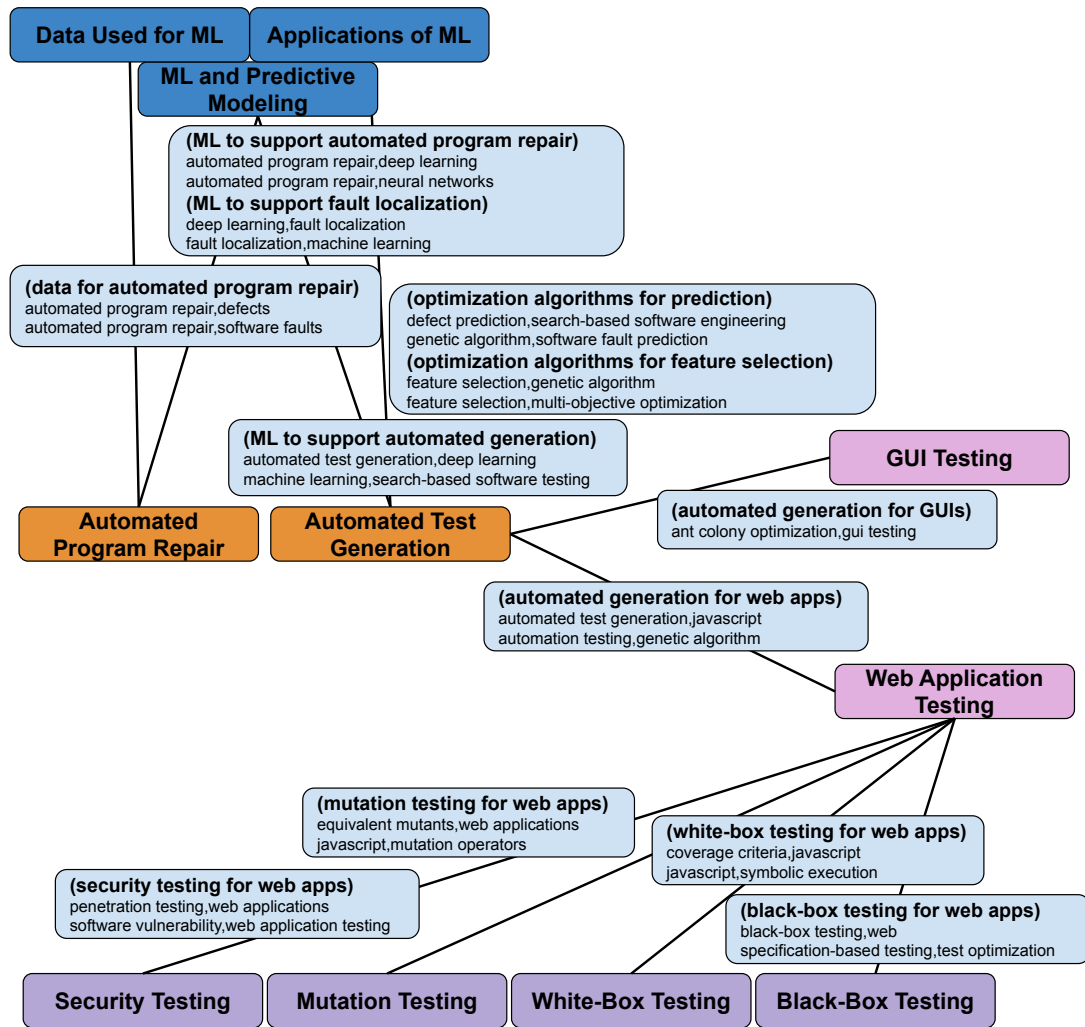 Data Used for ML
Applications of ML
ML and Predictive
Modeling
(ML to support automated program repair)
automated program repair,deep learning
automated program repair,neural networks
(ML to support fault localization)
deep learning,fault localization
fault localization,machine learning
(data for automated program repair)
automated program repair,defects
automated program repair,software faults
(optimization algorithms for prediction)
defect prediction,search-based software engineering
genetic algorithm,software fault prediction
(optimization algorithms for feature selection)
feature selection,genetic algorithm
feature selection,multi-objective optimization
(ML to support automated generation)
automated test generation,deep learning
machine learning,search-based software testing
GUI Testing
(automated generation for GUIs)
ant colony optimization,gui testing
Automated
Program Repair
Automated Test
Generation
(automated generation for web apps)
automated test generation,javascript
automation testing,genetic algorithm
Web Application
Testing
(mutation testing for web apps)
equivalent mutants,web applications
javascript,mutation operators
(white-box testing for web apps)
coverage criteria,javascript
javascript,symbolic execution
(security testing for web apps)
penetration testing,web applications
software vulnerability,web application testing
(black-box testing for web apps)
black-box testing,web
specification-based testing,test optimization
Security Testing
Mutation Testing
White-Box Testing
Black-Box Testing